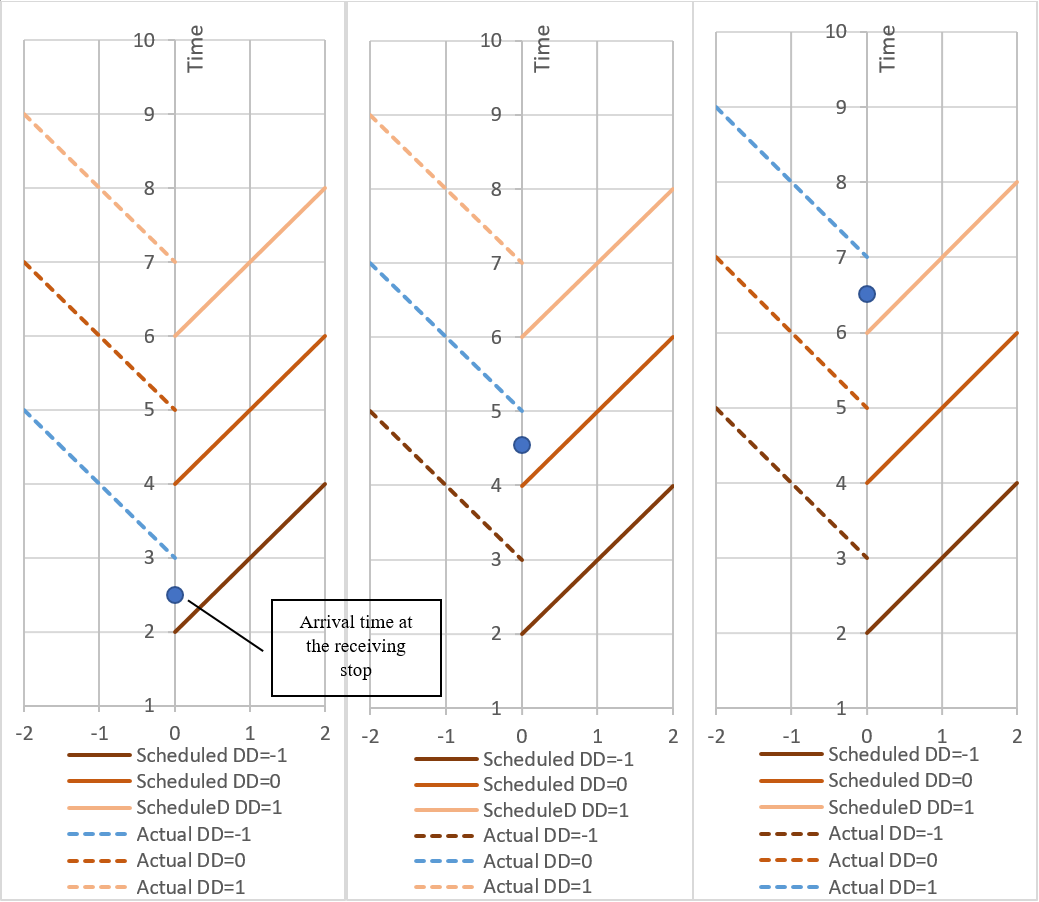 Time
10
9
8
7
6
5
4
3
2
1
Arrival time at
the receiving
stop
-2 -1 0 1 2
Scheduled DD=-1
Scheduled DD=0
ScheduleD DD=1
Actual DD=-1
Actual DD=0
Actual DD=1
Time
10
9
8
7
6
5
4
3
2
1
-2 -1 0 1 2
Scheduled DD=-1
Scheduled DD=0
ScheduleD DD=1
Actual DD=-1
Actual DD=0
Actual DD=1
Time
10
9
8
7
6
5
4
3
2
1
-2 -1 0 1 2
Scheduled DD=-1
Scheduled DD=0
ScheduleD DD=1
Actual DD=-1
Actual DD=0
Actual DD=1